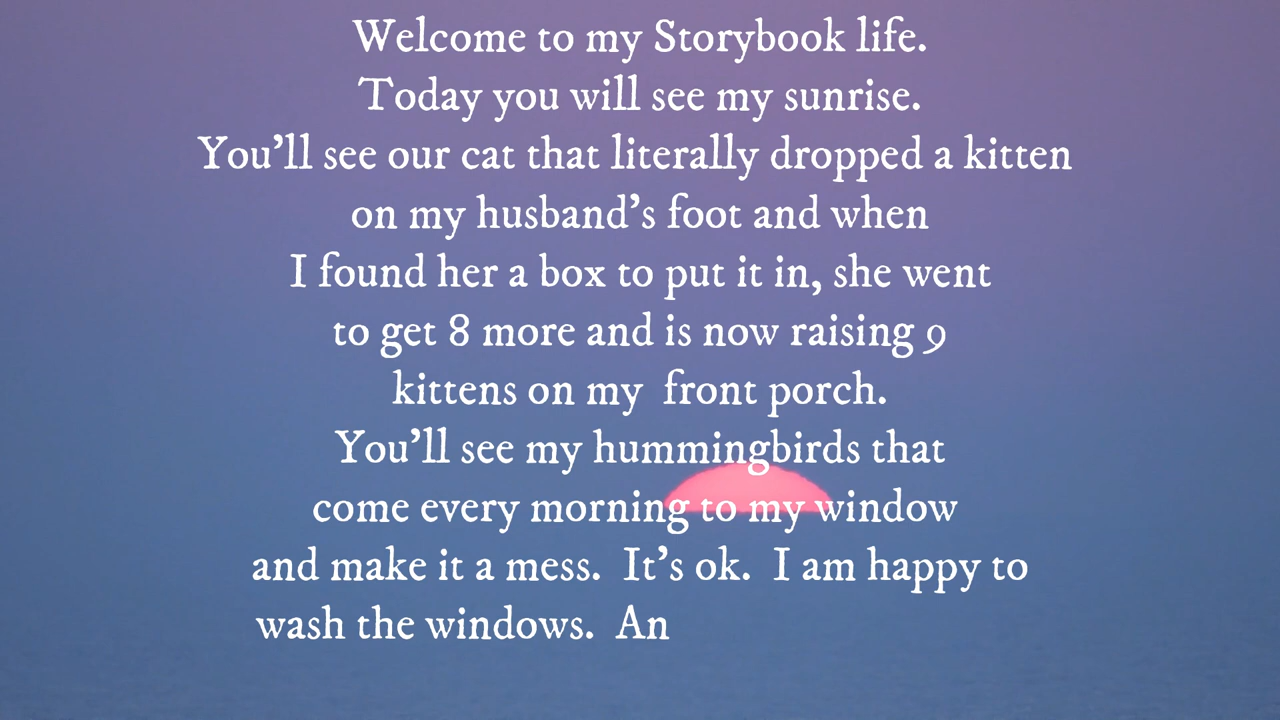 Welcome to my Storybook life.
Today you will see my sunrise.
You'll see our cat that literally dropped a kitten
on my husband's foot and when
I found her a box to put it in, she went
to get 8 more and is now raising 9
kittens on my  front porch.
You'll see my hummingbirds that
come every morning to my window
and make it a mess.  It's ok.  I am happy to
wash the windows.  An